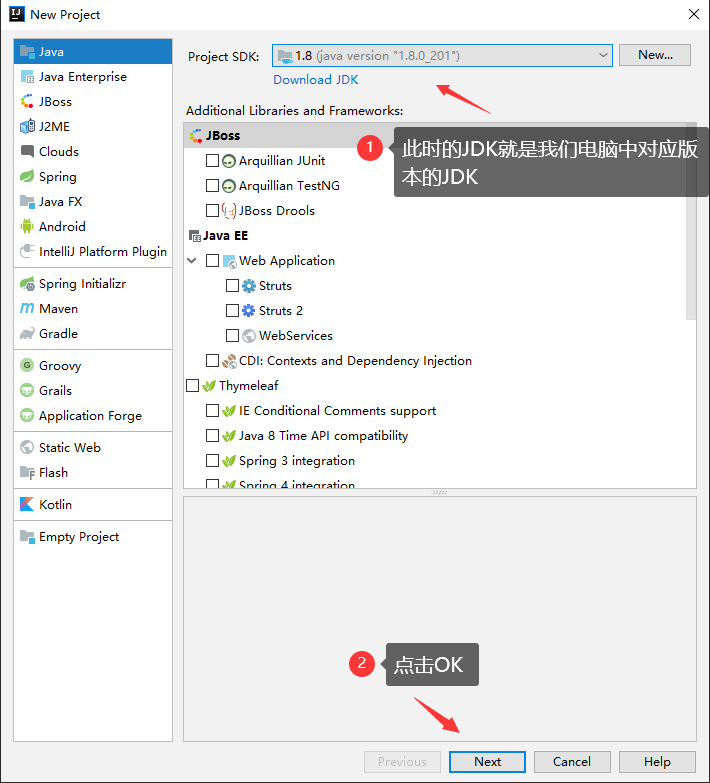 New Project
Java
Java Enterprise
JBoss
J2ME
Clouds
Spring
Java FX
Android
IntelliJ Platform Plugin
Spring Initializr
Maven
Gradle
Groovy
Grails
Application Forge
Static Web
Flash
Kotlin
Empty Project
Project SDK:
1.8 (java version "1.8.0_201")
New...
Download JDK
Additional Libraries and Frameworks:
JBoss
1
此时的JDK就是我们电脑中对应版
本的JDK
Arquillian JUnit
Arquillian TestNG
JBoss Drools
Java EE
Web Application
Struts
Struts 2
WebServices
CDI: Contexts and Dependency Injection
Thymeleaf
IE Conditional Comments support
Java 8 Time API compatibility
Spring 3 integration
Spring 4 integration
2
点击OK
Previous
Next
Cancel
Help